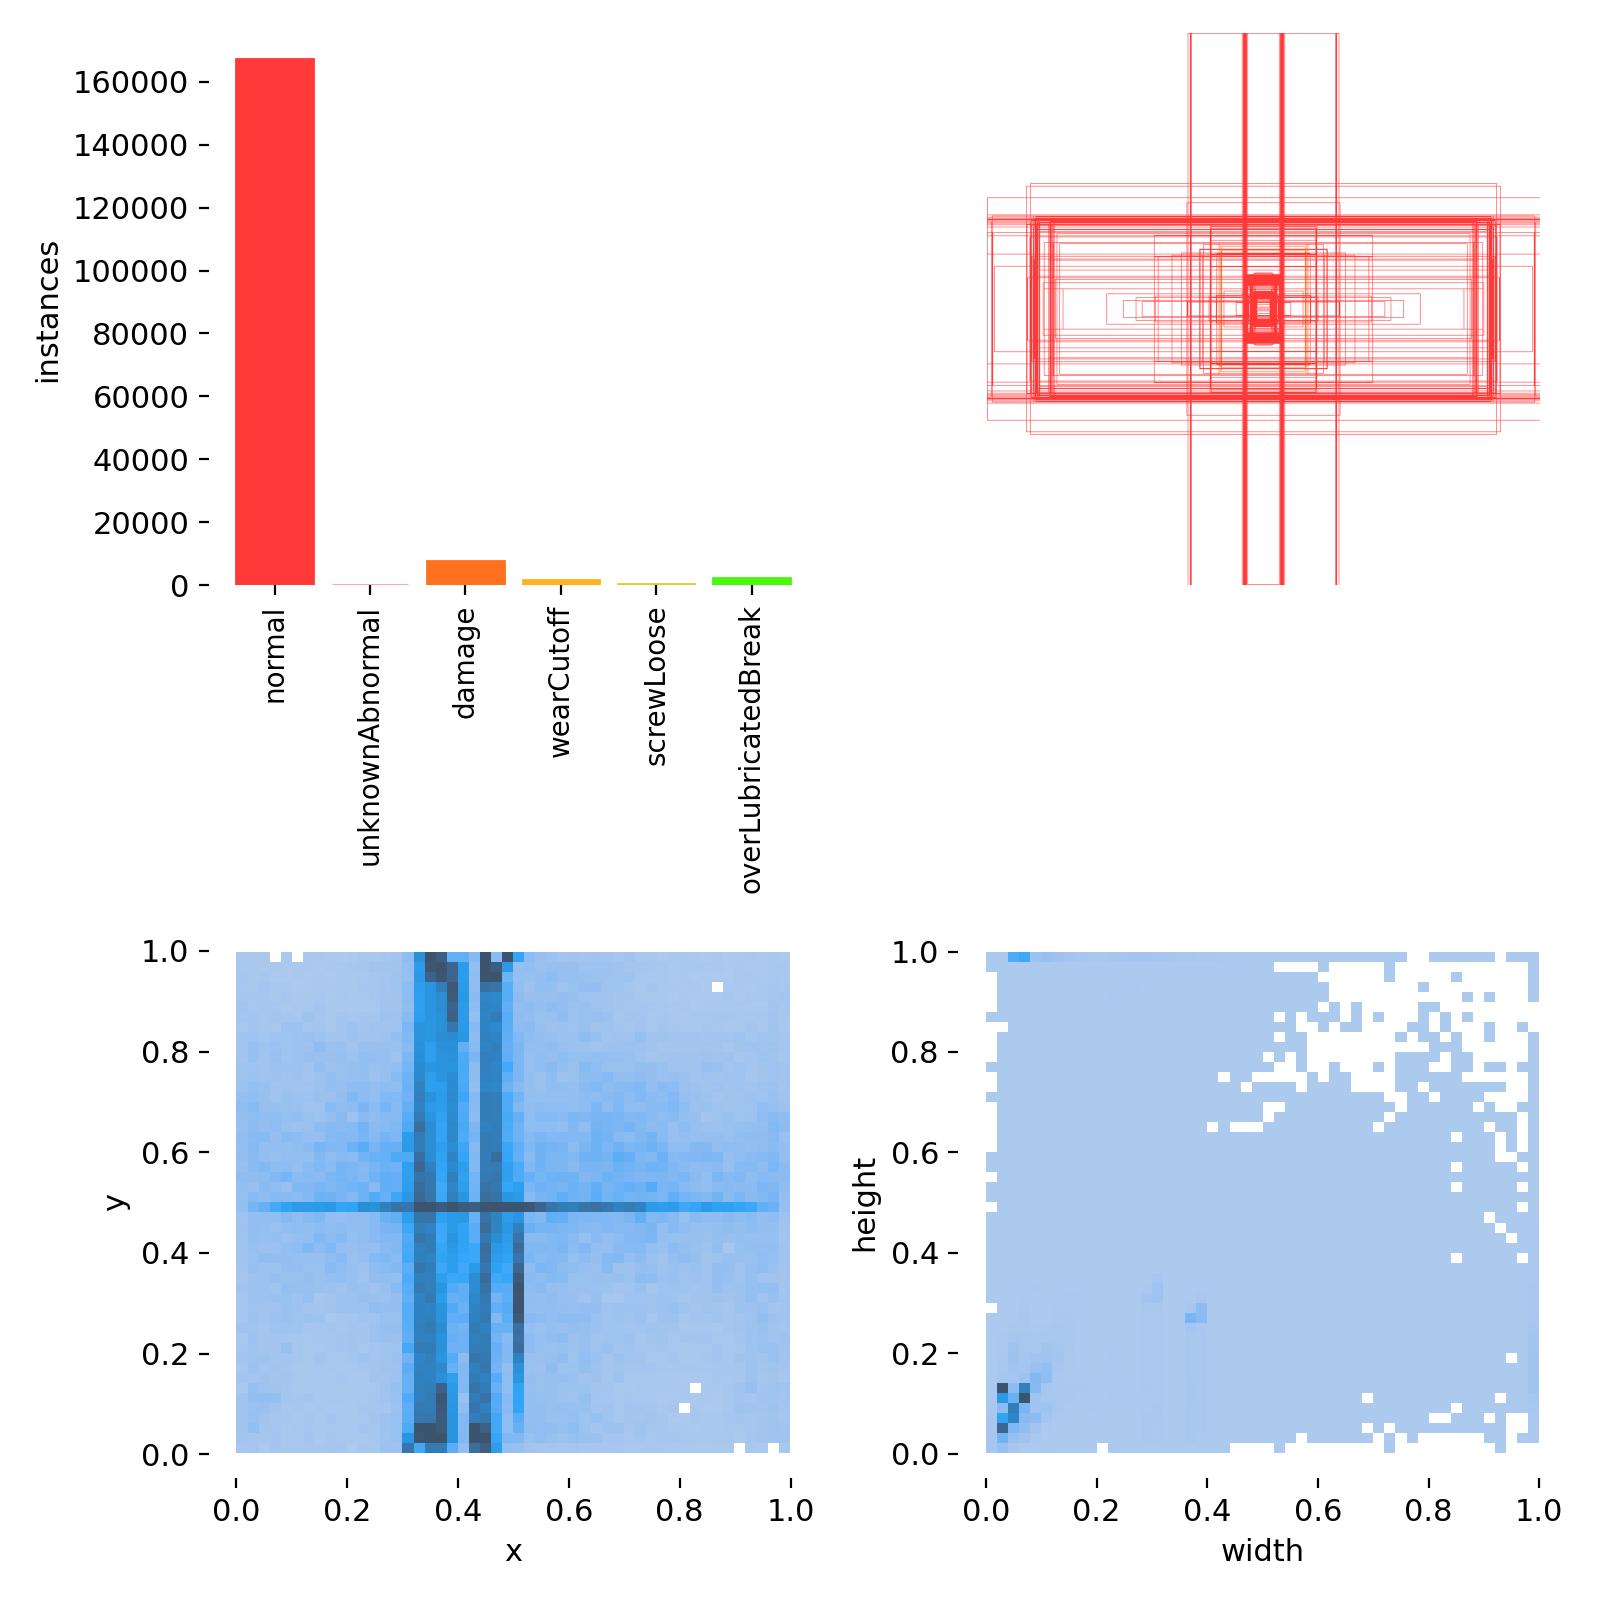 160000
140000
120000
100000
80000
60000
40000
20000
0
instances
normal
unknownAbnormal
damage
wearCutoff
screwLoose
overLubricatedBreak
1.0
0.8
0.6
0.4
0.2
0.0
y
0.0 0.2 0.4 0.6 0.8 1.0
x
1.0
0.8
0.6
0.4
0.2
0.0
height
0.0 0.2 0.4 0.6 0.8 1.0
width